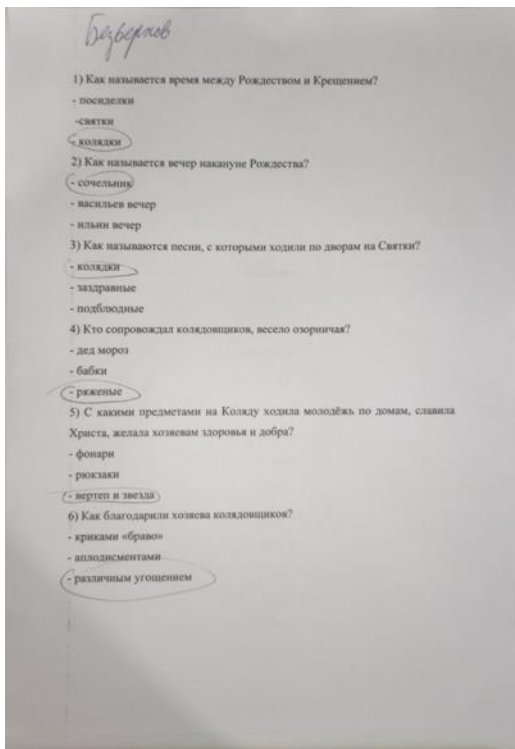 Безверхов
1) Как называется время между Рождеством и Крещением?
- посиделки
-святки
- колядки
2) Как называется вечер накануне Рождества?
- сочельник
- васильев вечер
- ильин вечер
3) Как называются песни, с которыми ходили по дворам на Святки?
- колядки
- заздравные
- подблюдные
4) Кто сопровождал колядовщиков, весело озорничая?
- дед мороз
- бабки
- ряженые
5) С какими предметами на Коляду ходила молодёжь по домам, славила
Христа, желала хозяевам здоровья и добра?
- фонари
- рюкзаки
- вертеп и звезда
6) Как благодарили хозяева колядовщиков?
- криками «браво»
- аплодисментами
- различным угощением